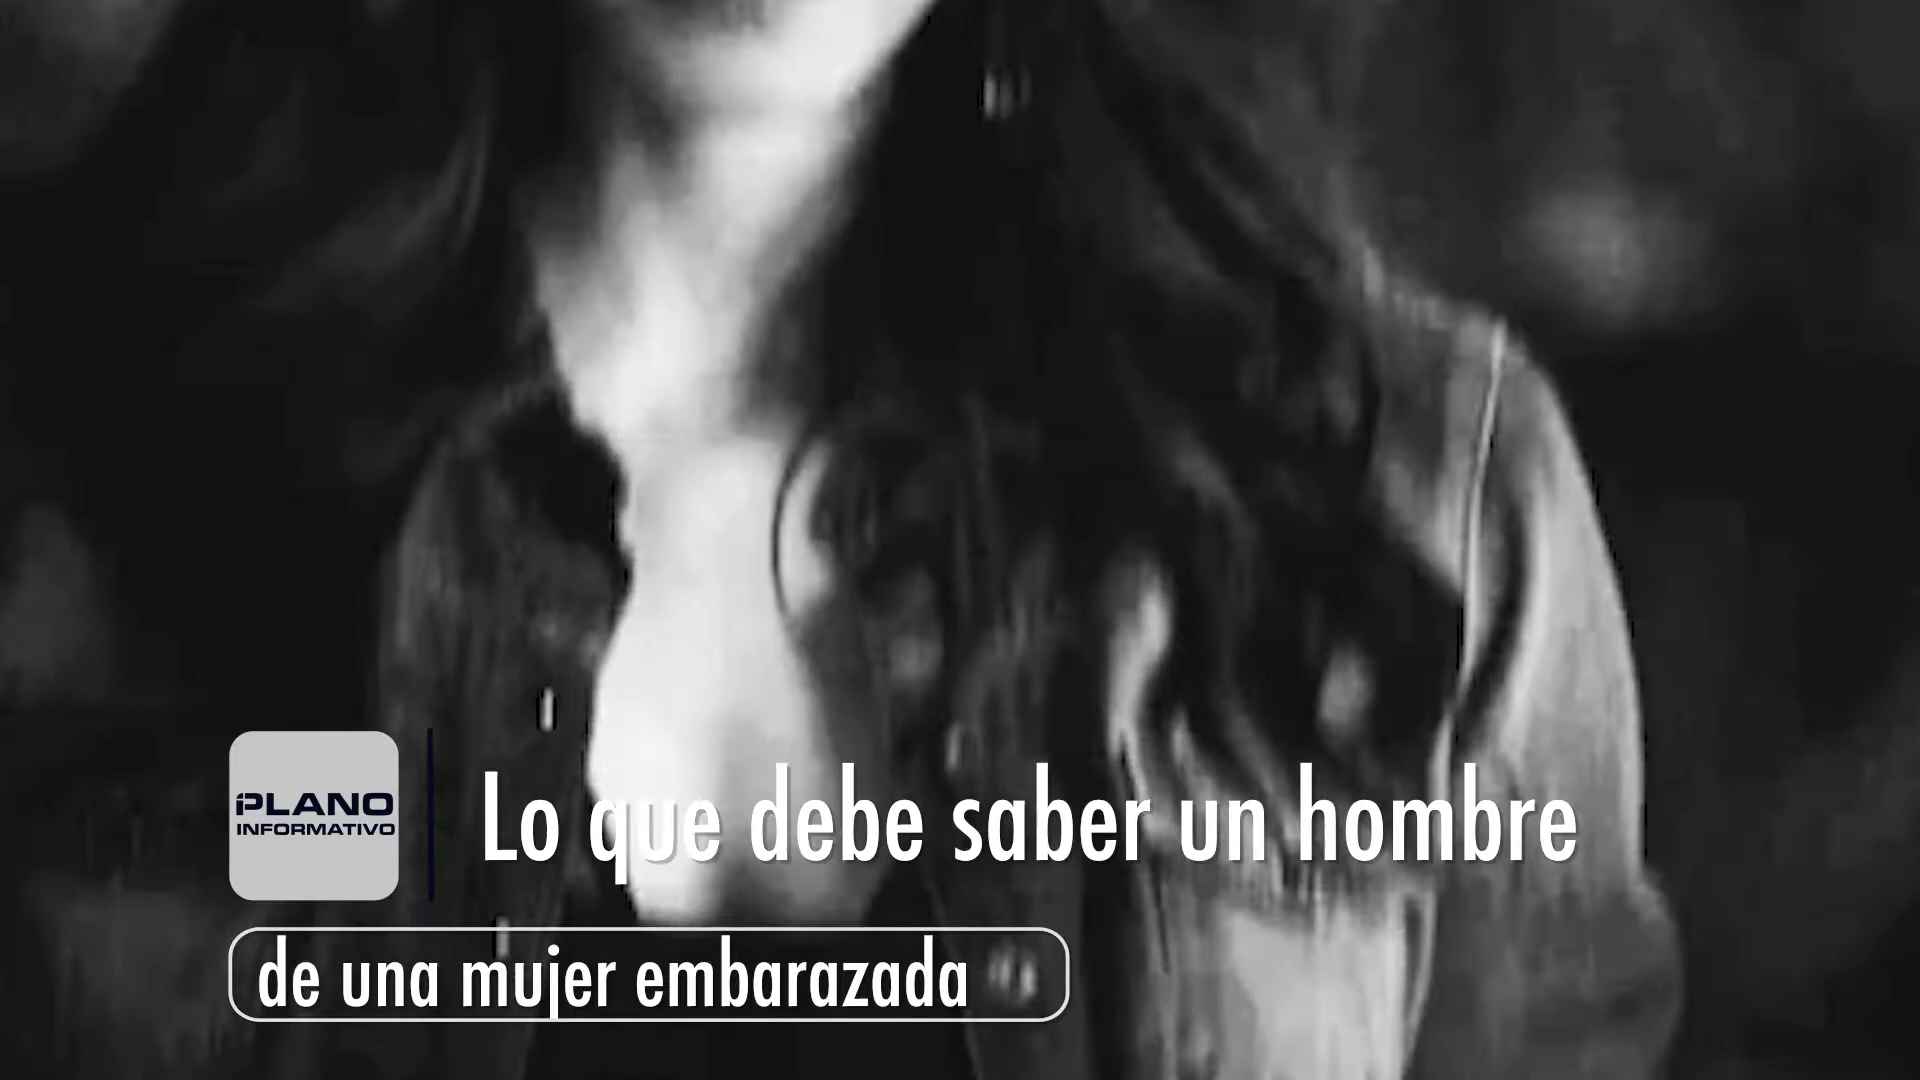 PLANO
INFORMATIVO
Lo que debe saber un hombre
de una mujer embarazada